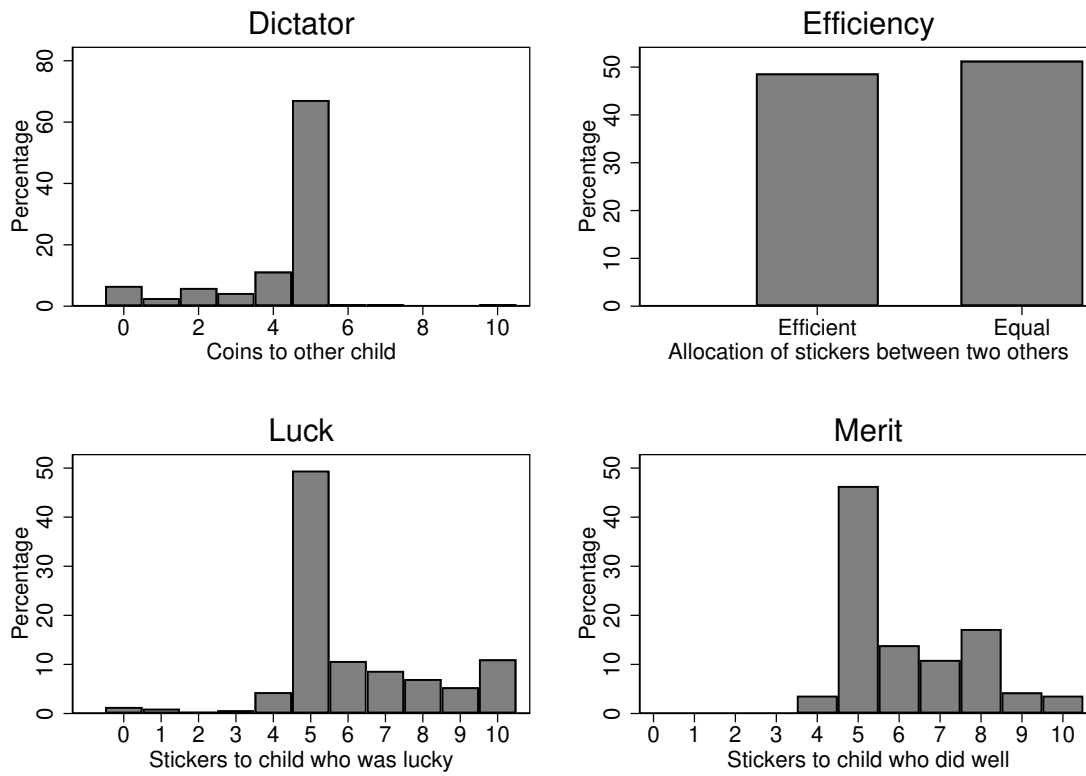 Dictator
Percentage
0 20 40 60 80
0 2 4 6 8 10
Coins to other child
Efficiency
Percentage
0 10 20 30 40 50
Efficient Equal
Allocation of stickers between two others
Luck
Percentage
0 10 20 30 40 50
0 1 2 3 4 5 6 7 8 9 10
Stickers to child who was lucky
Merit
Percentage
0 10 20 30 40 50
0 1 2 3 4 5 6 7 8 9 10
Stickers to child who did well